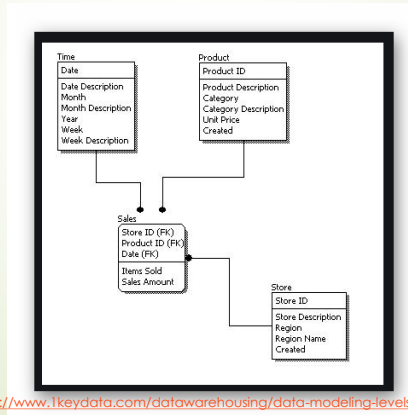 Time
Date
Date Description
Month
Month Description
Year
Week
Week Description
Product
Product ID
Product Description
Category
Category Description
Unit Price
Created
Sales
Store ID (FK)
Product ID (FK)
Date (FK)
Items Sold
Sales Amount
Store
Store ID
Store Description
Region
Region Name
Created
://www.1keydata.com/datawarehousing/data-modeling-levels